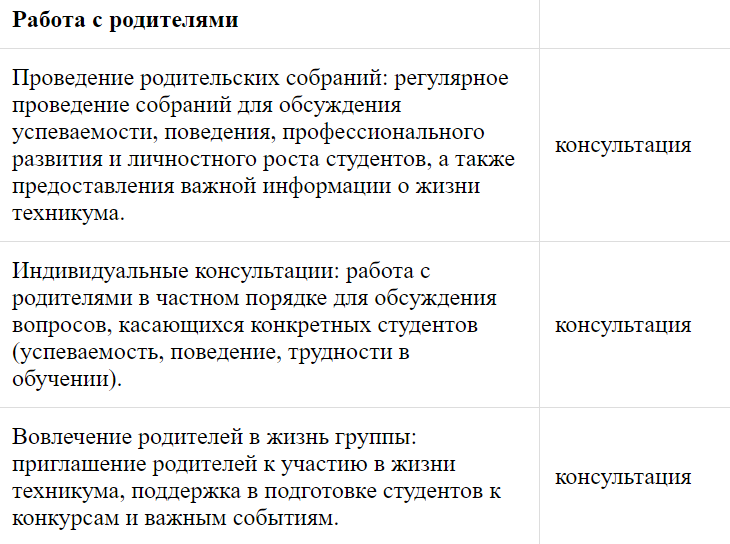 Работа с родителями
Проведение родительских собраний: регулярное
проведение собраний для обсуждения
успеваемости, поведения, профессионального
развития и личностного роста студентов, а также
предоставления важной информации о жизни
техникума.
консультация
Индивидуальные консультации: работа с
родителями в частном порядке для обсуждения
вопросов, касающихся конкретных студентов
(успеваемость, поведение, трудности в
обучении).
консультация
Вовлечение родителей в жизнь группы:
приглашение родителей к участию в жизни
техникума, поддержка в подготовке студентов к
конкурсам и важным событиям.
консультация